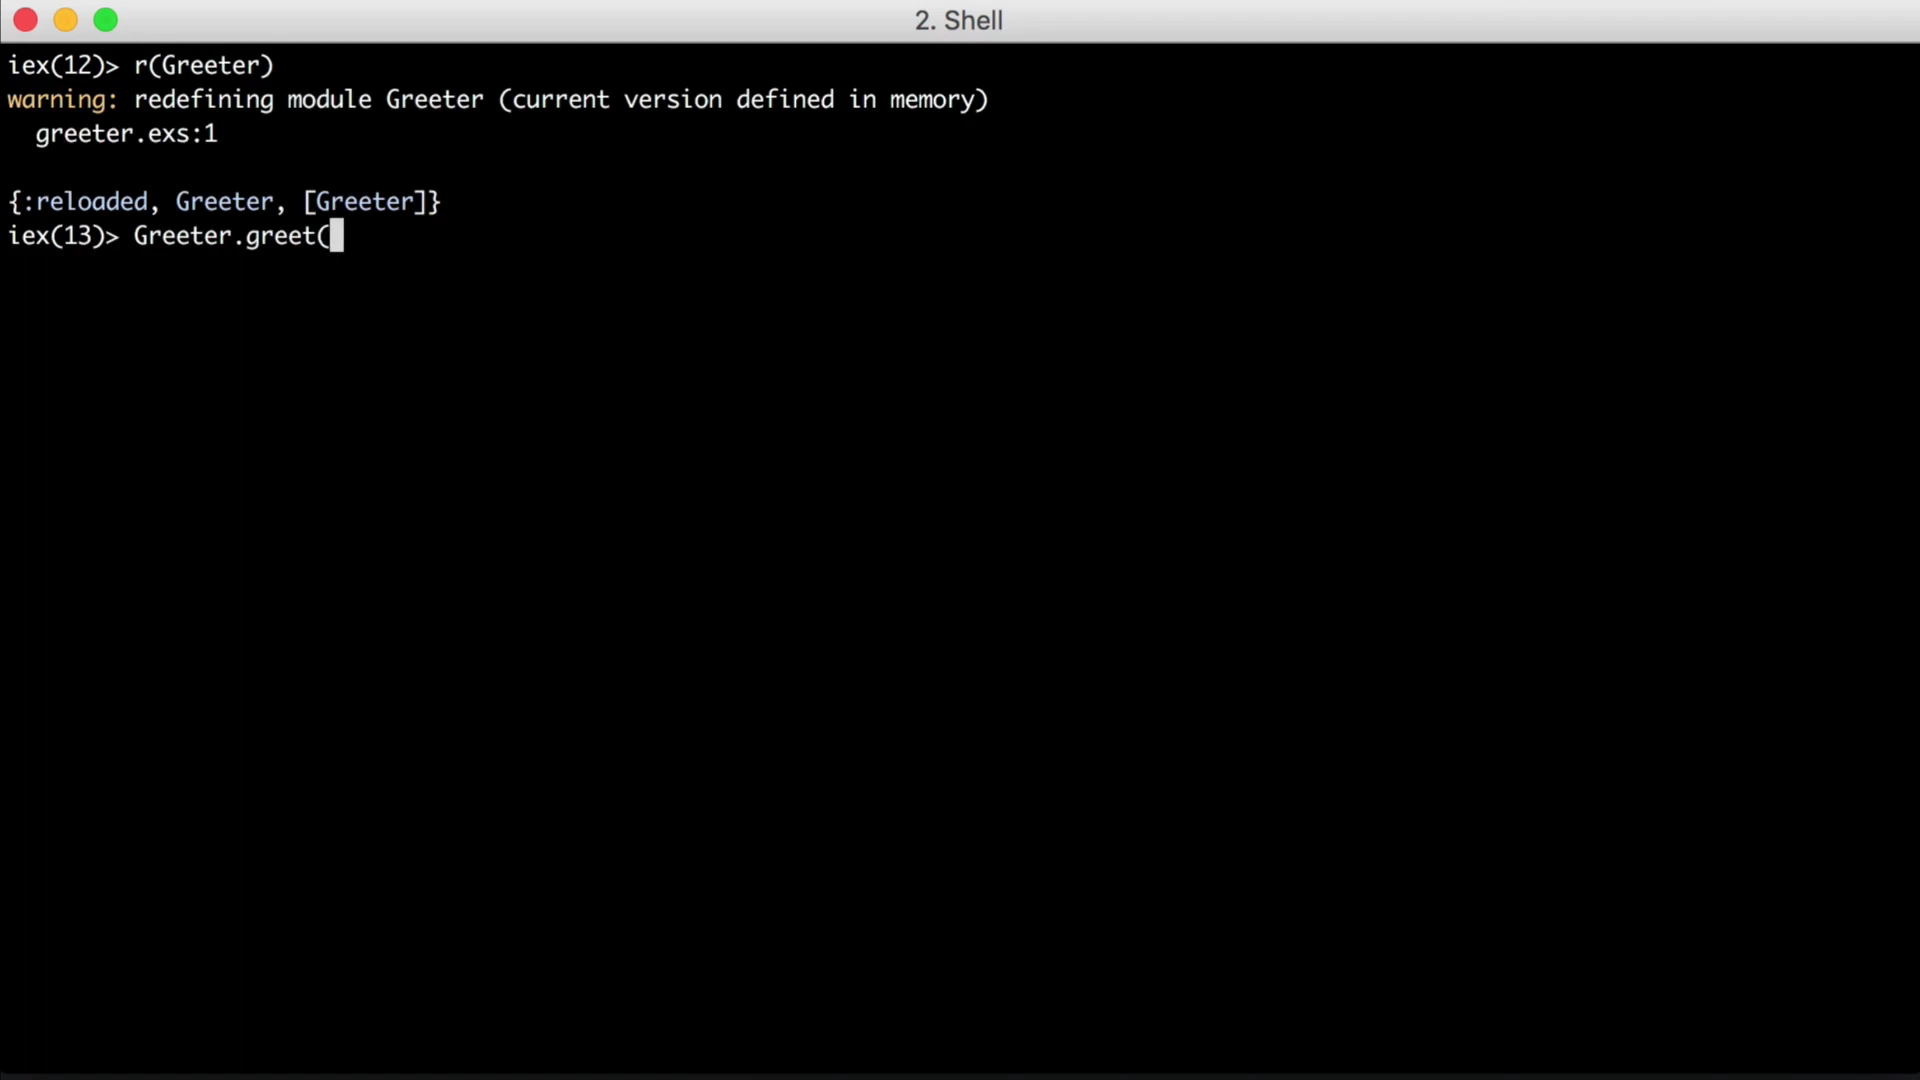 2. Shell
iex(12)> r(Greeter)
warning: redefining module Greeter (current version defined in memory)
  greeter.exs:1
{:reloaded, Greeter, [Greeter]}
iex(13)> Greeter.greet(